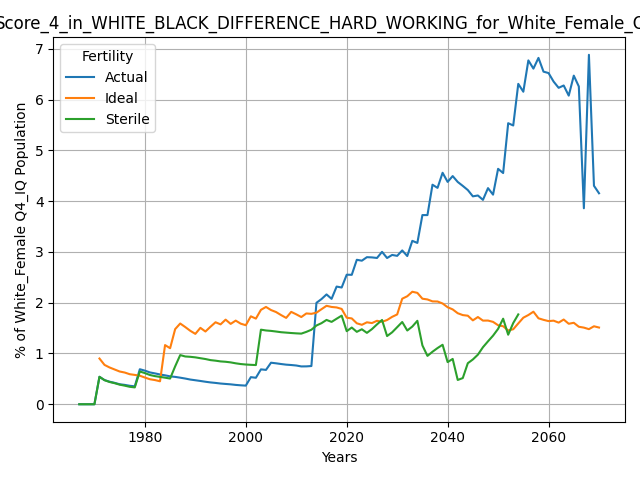 Score_4_in_WHITE_BLACK_DIFFERENCE_HARD_WORKING_for_White_Female_
Fertility
Actual
Ideal
Sterile
% of White_Female Q4_IQ Population
7
6
5
4
3
2
1
0
1980 2000 2020 2040 2060
Years